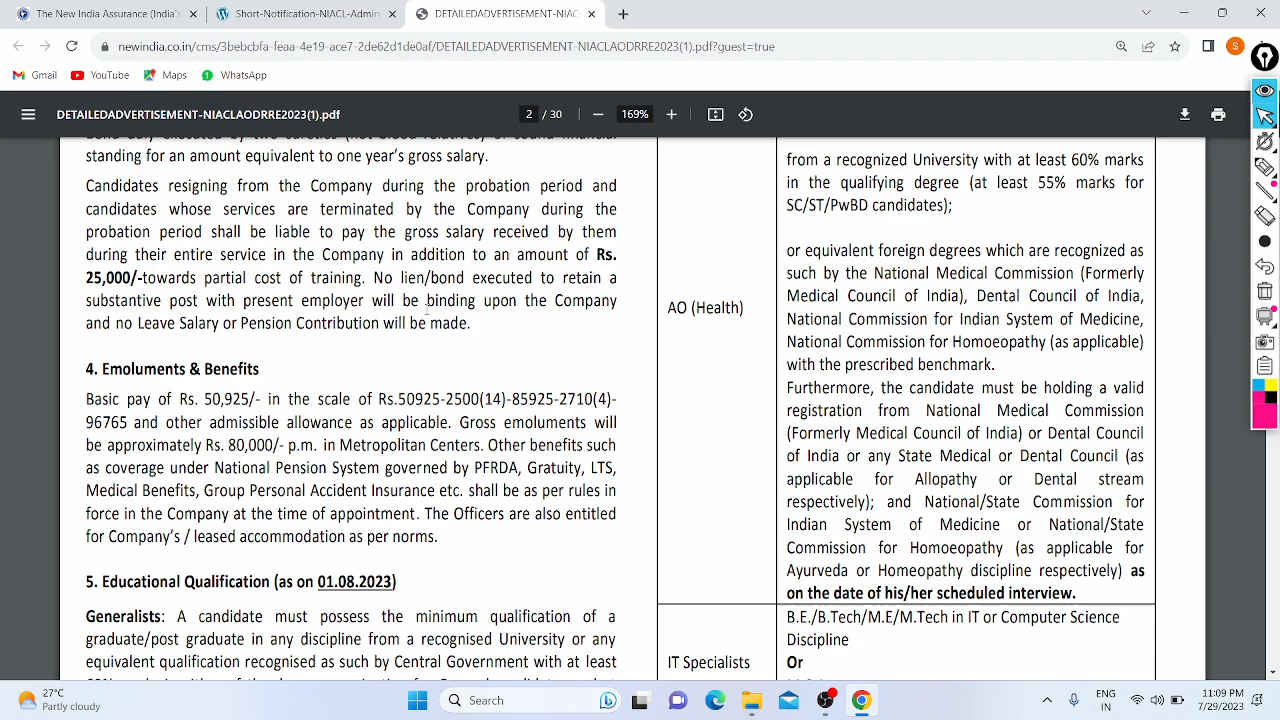 The New India Assurance (India's
Short-Notification-NIACL-Admin
DETAILEDADVERTISEMENT-NIAC
newindia.co.in/cms/3bebcbfa-feaa-4e19-ace7-2de62d1de0af/DETAILEDADVERTISEMENT-NIACLAODRRE2023(1).pdf?guest=true
S
Gmail
YouTube
Maps
WhatsApp
DETAILEDADVERTISEMENT-NIACLAODRRE2023(1).pdf
2 / 30
169%
standing for an amount equivalent to one year's gross salary.
Candidates resigning from the Company during the probation period and
candidates whose services are terminated by the Company during the
probation period shall be liable to pay the gross salary received by them
during their entire service in the Company in addition to an amount of Rs.
25,000/-towards partial cost of training. No lien/bond executed to retain a
substantive post with present employer will be binding upon the Company
and no Leave Salary or Pension Contribution will be made.
4. Emoluments & Benefits
Basic pay of Rs. 50,925/- in the scale of Rs.50925-2500(14)-85925-2710(4)-
96765 and other admissible allowance as applicable. Gross emoluments will
be approximately Rs. 80,000/- p.m. in Metropolitan Centers. Other benefits such
as coverage under National Pension System governed by PFRDA, Gratuity, LTS,
Medical Benefits, Group Personal Accident Insurance etc. shall be as per rules in
force in the Company at the time of appointment. The Officers are also entitled
for Company's / leased accommodation as per norms.
5. Educational Qualification (as on 01.08.2023)
Generalists: A candidate must possess the minimum qualification of a
graduate/post graduate in any discipline from a recognised University or any
equivalent qualification recognised as such by Central Government with at least
AO (Health)
from a recognized University with at least 60% marks
in the qualifying degree (at least 55% marks for
SC/ST/PwBD candidates);
or equivalent foreign degrees which are recognized as
such by the National Medical Commission (Formerly
Medical Council of India), Dental Council of India,
National Commission for Indian System of Medicine,
National Commission for Homoeopathy (as applicable)
with the prescribed benchmark.
Furthermore, the candidate must be holding a valid
registration from National Medical Commission
(Formerly Medical Council of India) or Dental Council
of India or any State Medical or Dental Council (as
applicable for Allopathy or Dental stream
respectively); and National/State Commission for
Indian System of Medicine or National/State
Commission for Homoeopathy (as applicable for
Ayurveda or Homeopathy discipline respectively) as
on the date of his/her scheduled interview.
IT Specialists
B.E./B.Tech/M.E/M.Tech in IT or Computer Science
Discipline
Or
27°C
Partly cloudy
Search
ENG
IN
11:09 PM
7/29/2023